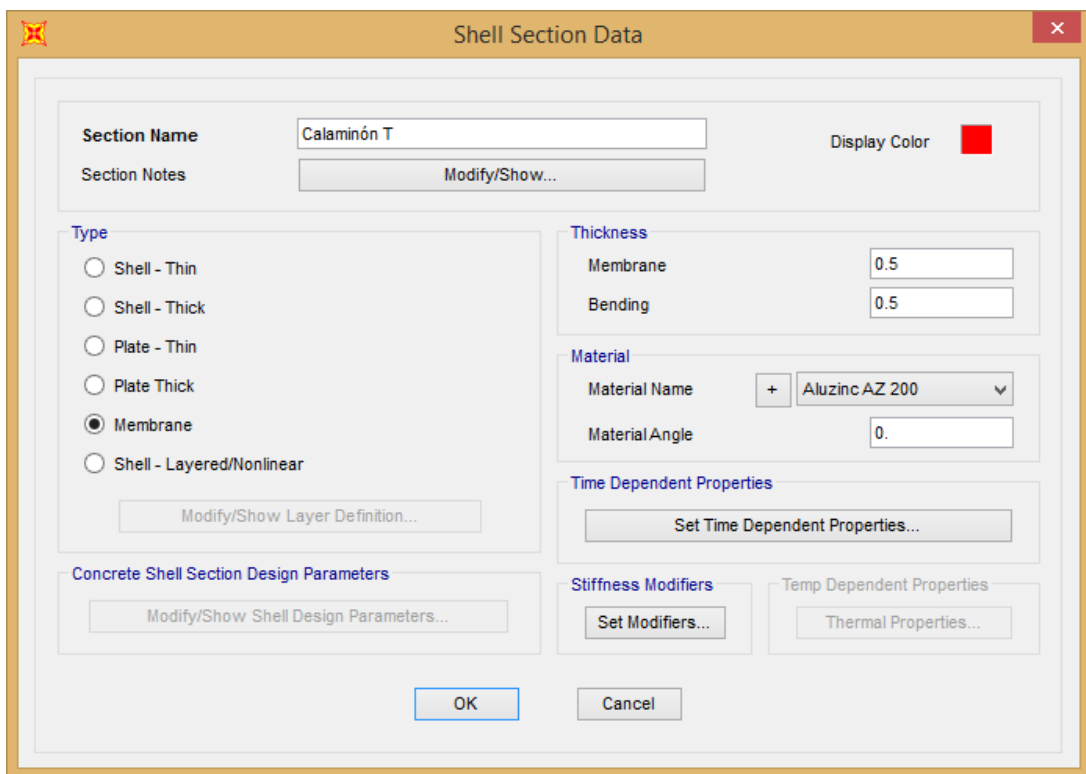 Shell Section Data
Section Name
Calaminón T
Display Color
Section Notes
Modify/Show...
Type
Shell - Thin
Shell - Thick
Plate - Thin
Plate Thick
Membrane
Shell - Layered/Nonlinear
Modify/Show Layer Definition...
Thickness
Membrane
0.5
Bending
0.5
Material
Material Name
+
Aluzinc AZ 200
Material Angle
0.
Time Dependent Properties
Set Time Dependent Properties...
Concrete Shell Section Design Parameters
Modify/Show Shell Design Parameters...
Stiffness Modifiers
Set Modifiers...
Temp Dependent Properties
Thermal Properties...
OK
Cancel